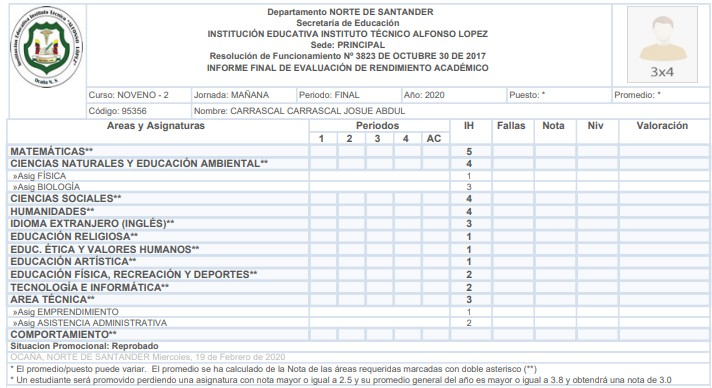 Departamento NORTE DE SANTANDER
Secretaría de Educación
INSTITUCIÓN EDUCATIVA INSTITUTO TÉCNICO ALFONSO LOPEZ
Sede: PRINCIPAL
Resolución de Funcionamiento Nº 3823 DE OCTUBRE 30 DE 2017
INFORME FINAL DE EVALUACIÓN DE RENDIMIENTO ACADÉMICO
3x4
Curso: NOVENO - 2 Jornada: MAÑANA Periodo: FINAL Año: 2020 Puesto: * Promedio: *
Código: 95356 Nombre: CARRASCAL CARRASCAL JOSUE ABDUL
Areas y Asignaturas Periodos IH Fallas Nota Niv Valoración
1 2 3 4 AC
MATEMÁTICAS** 5
CIENCIAS NATURALES Y EDUCACIÓN AMBIENTAL** 4
»Asig FÍSICA 1
»Asig BIOLOGÍA 3
CIENCIAS SOCIALES** 4
HUMANIDADES** 4
IDIOMA EXTRANJERO (INGLÉS)** 3
EDUCACIÓN RELIGIOSA** 1
EDUC. ÉTICA Y VALORES HUMANOS** 1
EDUCACIÓN ARTÍSTICA** 1
EDUCACIÓN FÍSICA, RECREACIÓN Y DEPORTES** 2
TECNOLOGÍA E INFORMÁTICA** 2
AREA TÉCNICA** 3
»Asig EMPRENDIMIENTO 1
»Asig ASISTENCIA ADMINISTRATIVA 2
COMPORTAMIENTO**
Situacion Promocional: Reprobado
OCAÑA, NORTE DE SANTANDER Miercoles, 19 de Febrero de 2020
* El promedio/puesto puede variar. El promedio se ha calculado de la Nota de las áreas requeridas marcadas con doble asterisco (**)
* Un estudiante será promovido perdiendo una asignatura con nota mayor o igual a 2.5 y su promedio general del año es mayor o igual a 3.8 y obtendrá una nota de 3.0